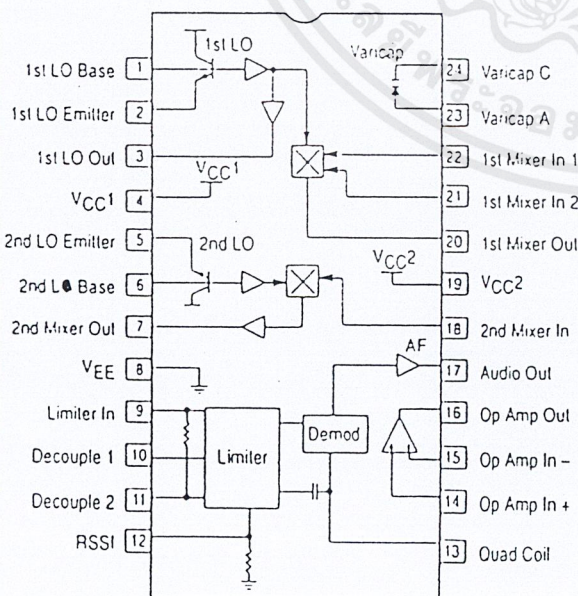 1st LO Base 1
1st LO Emitter 2
1st LO Out 3
VCC1 4
2nd LO Emitter 5
2nd LO Base 6
2nd Mixer Out 7
VEE 8
Limiter In 9
Decouple 1 10
Decouple 2 11
RSSI 12
1st LO
VCC1
2nd LO
Limiter
Demod
AF
VCC2
Varicap
24 Varicap C
23 Varicap A
22 1st Mixer In 1
21 1st Mixer In 2
20 1st Mixer Out
19 VCC2
18 2nd Mixer In
17 Audio Out
16 Op Amp Out
15 Op Amp In –
14 Op Amp In +
13 Quad Coil